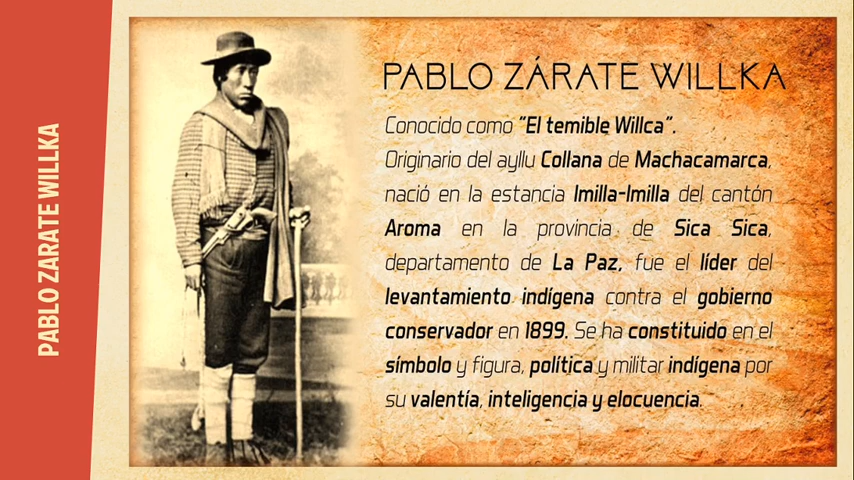 PABLO ZARATE WILLKA
PABLO ZÁRATE WILLKA
Conocido como "El temible Willca".
Originario del ayllu Collana de Machacamarca,
nació en la estancia Imilla-Imilla del cantón
Aroma en la provincia de Sica Sica,
departamento de La Paz, fue el líder del
levantamiento indígena contra el gobierno
conservador en 1899. Se ha constituido en el
símbolo y figura, política y militar indígena por
su valentía, inteligencia y elocuencia.